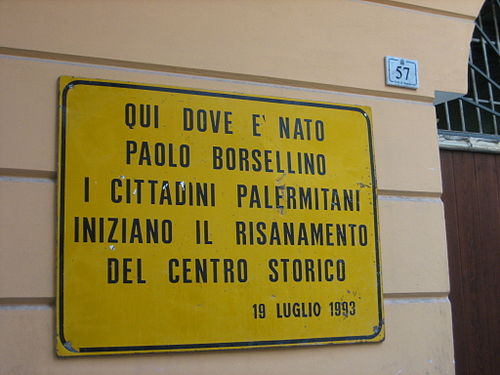 57
QUI DOVE E' NATO
PAOLO BORSELLINO
I CITTADINI PALERMITANI
INIZIANO IL RISANAMENTO
DEL CENTRO STORICO
19 LUGLIO 1993